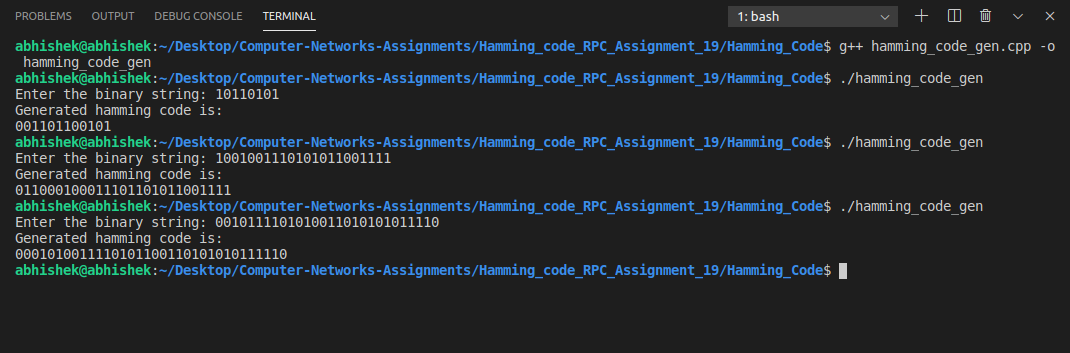 PROBLEMS OUTPUT DEBUG CONSOLE TERMINAL 1: bash
abhishek@abhishek:~/Desktop/Computer-Networks-Assignments/Hamming_code_RPC_Assignment_19/Hamming_Code$ g++ hamming_code_gen.cpp -o
hamming_code_gen
abhishek@abhishek:~/Desktop/Computer-Networks-Assignments/Hamming_code_RPC_Assignment_19/Hamming_Code$ ./hamming_code_gen
Enter the binary string: 10110101
Generated hamming code is:
001101100101
abhishek@abhishek:~/Desktop/Computer-Networks-Assignments/Hamming_code_RPC_Assignment_19/Hamming_Code$ ./hamming_code_gen
Enter the binary string: 1001001110101011001111
Generated hamming code is:
011000100011101101011001111
abhishek@abhishek:~/Desktop/Computer-Networks-Assignments/Hamming_code_RPC_Assignment_19/Hamming_Code$ ./hamming_code_gen
Enter the binary string: 0010111101010011010101011110
Generated hamming code is:
0001010011110101100110101010111110
abhishek@abhishek:~/Desktop/Computer-Networks-Assignments/Hamming_code_RPC_Assignment_19/Hamming_Code$